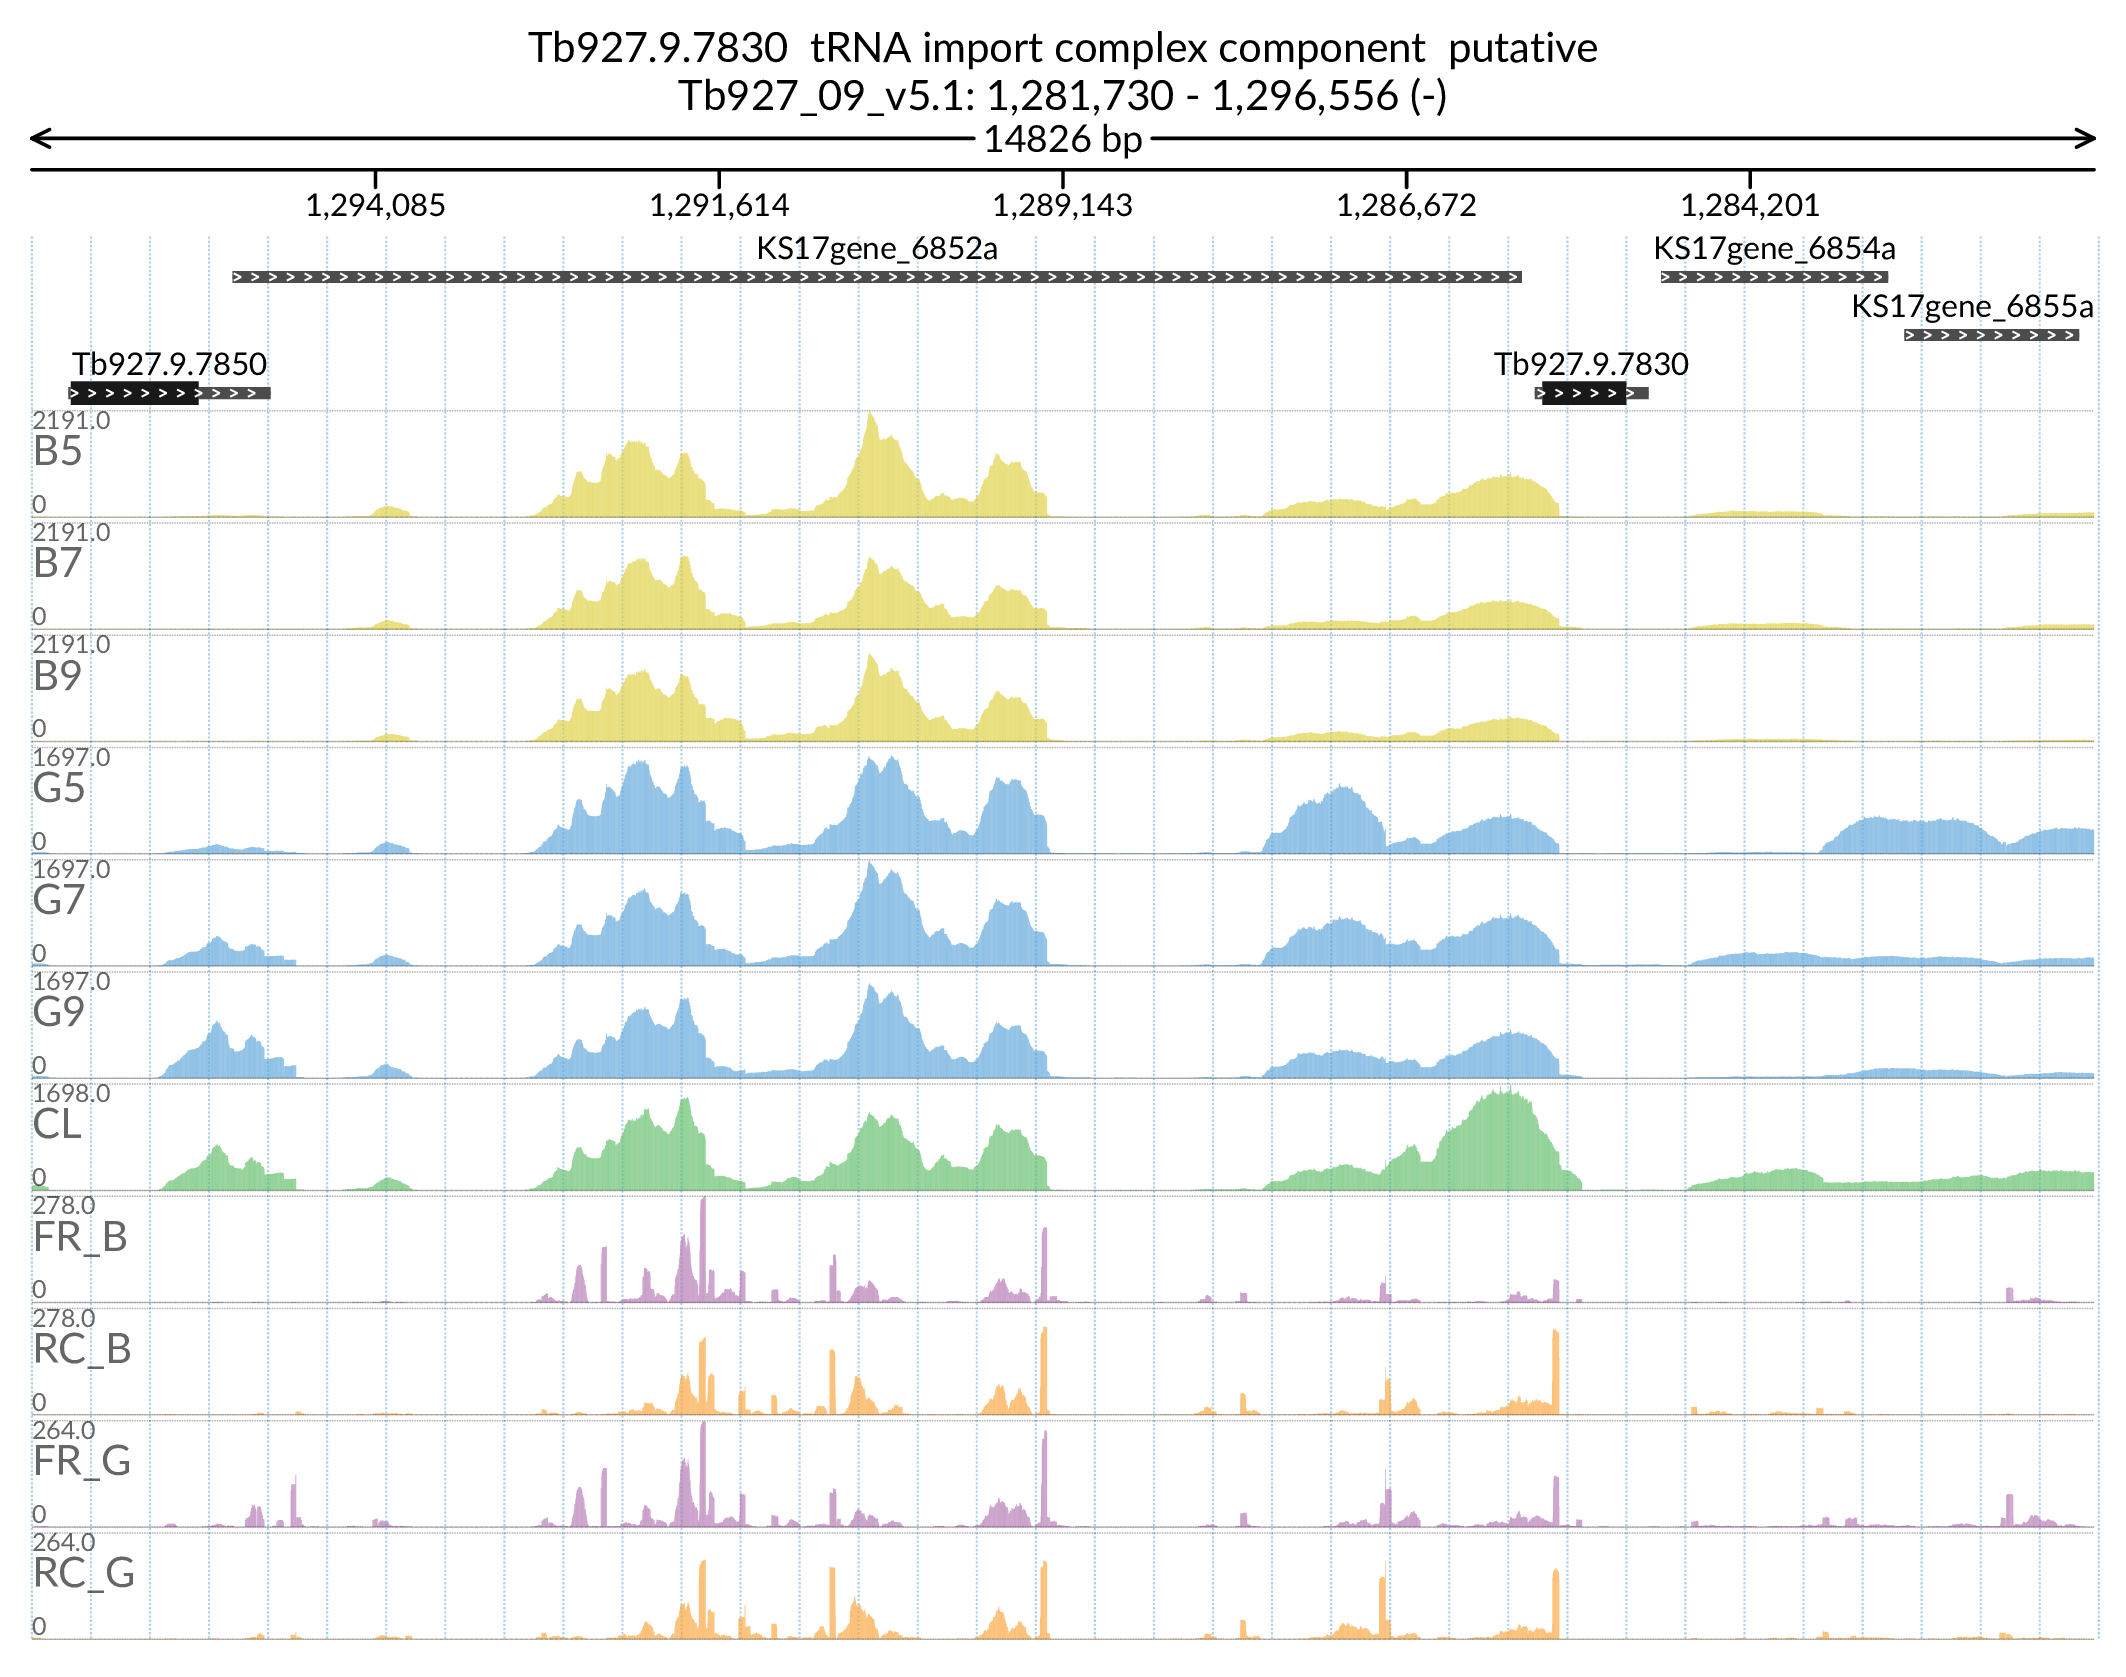 Tb927.9.7830  tRNA import complex component  putative
Tb927_09_v5.1: 1,281,730 - 1,296,556 (-)
14826 bp
1,294,085 1,291,614 1,289,143 1,286,672 1,284,201
KS17gene_6852a KS17gene_6854a
KS17gene_6855a
Tb927.9.7850 Tb927.9.7830
2191.0
B5
0
2191.0
B7
0
2191.0
B9
0
1697.0
G5
0
1697.0
G7
0
1697.0
G9
0
1698.0
CL
0
278.0
FR_B
0
278.0
RC_B
0
264.0
FR_G
0
264.0
RC_G
0